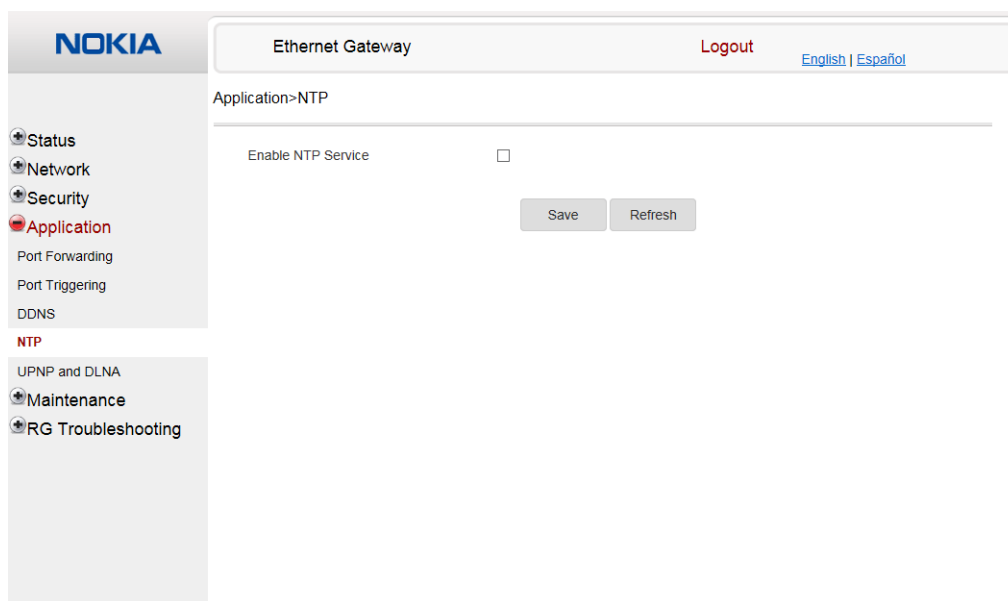 NOKIA
Ethernet Gateway
Logout
English | Español
Application>NTP
Status
Network
Security
Application
Port Forwarding
Port Triggering
DDNS
NTP
UPNP and DLNA
Maintenance
RG Troubleshooting
Enable NTP Service
Save
Refresh